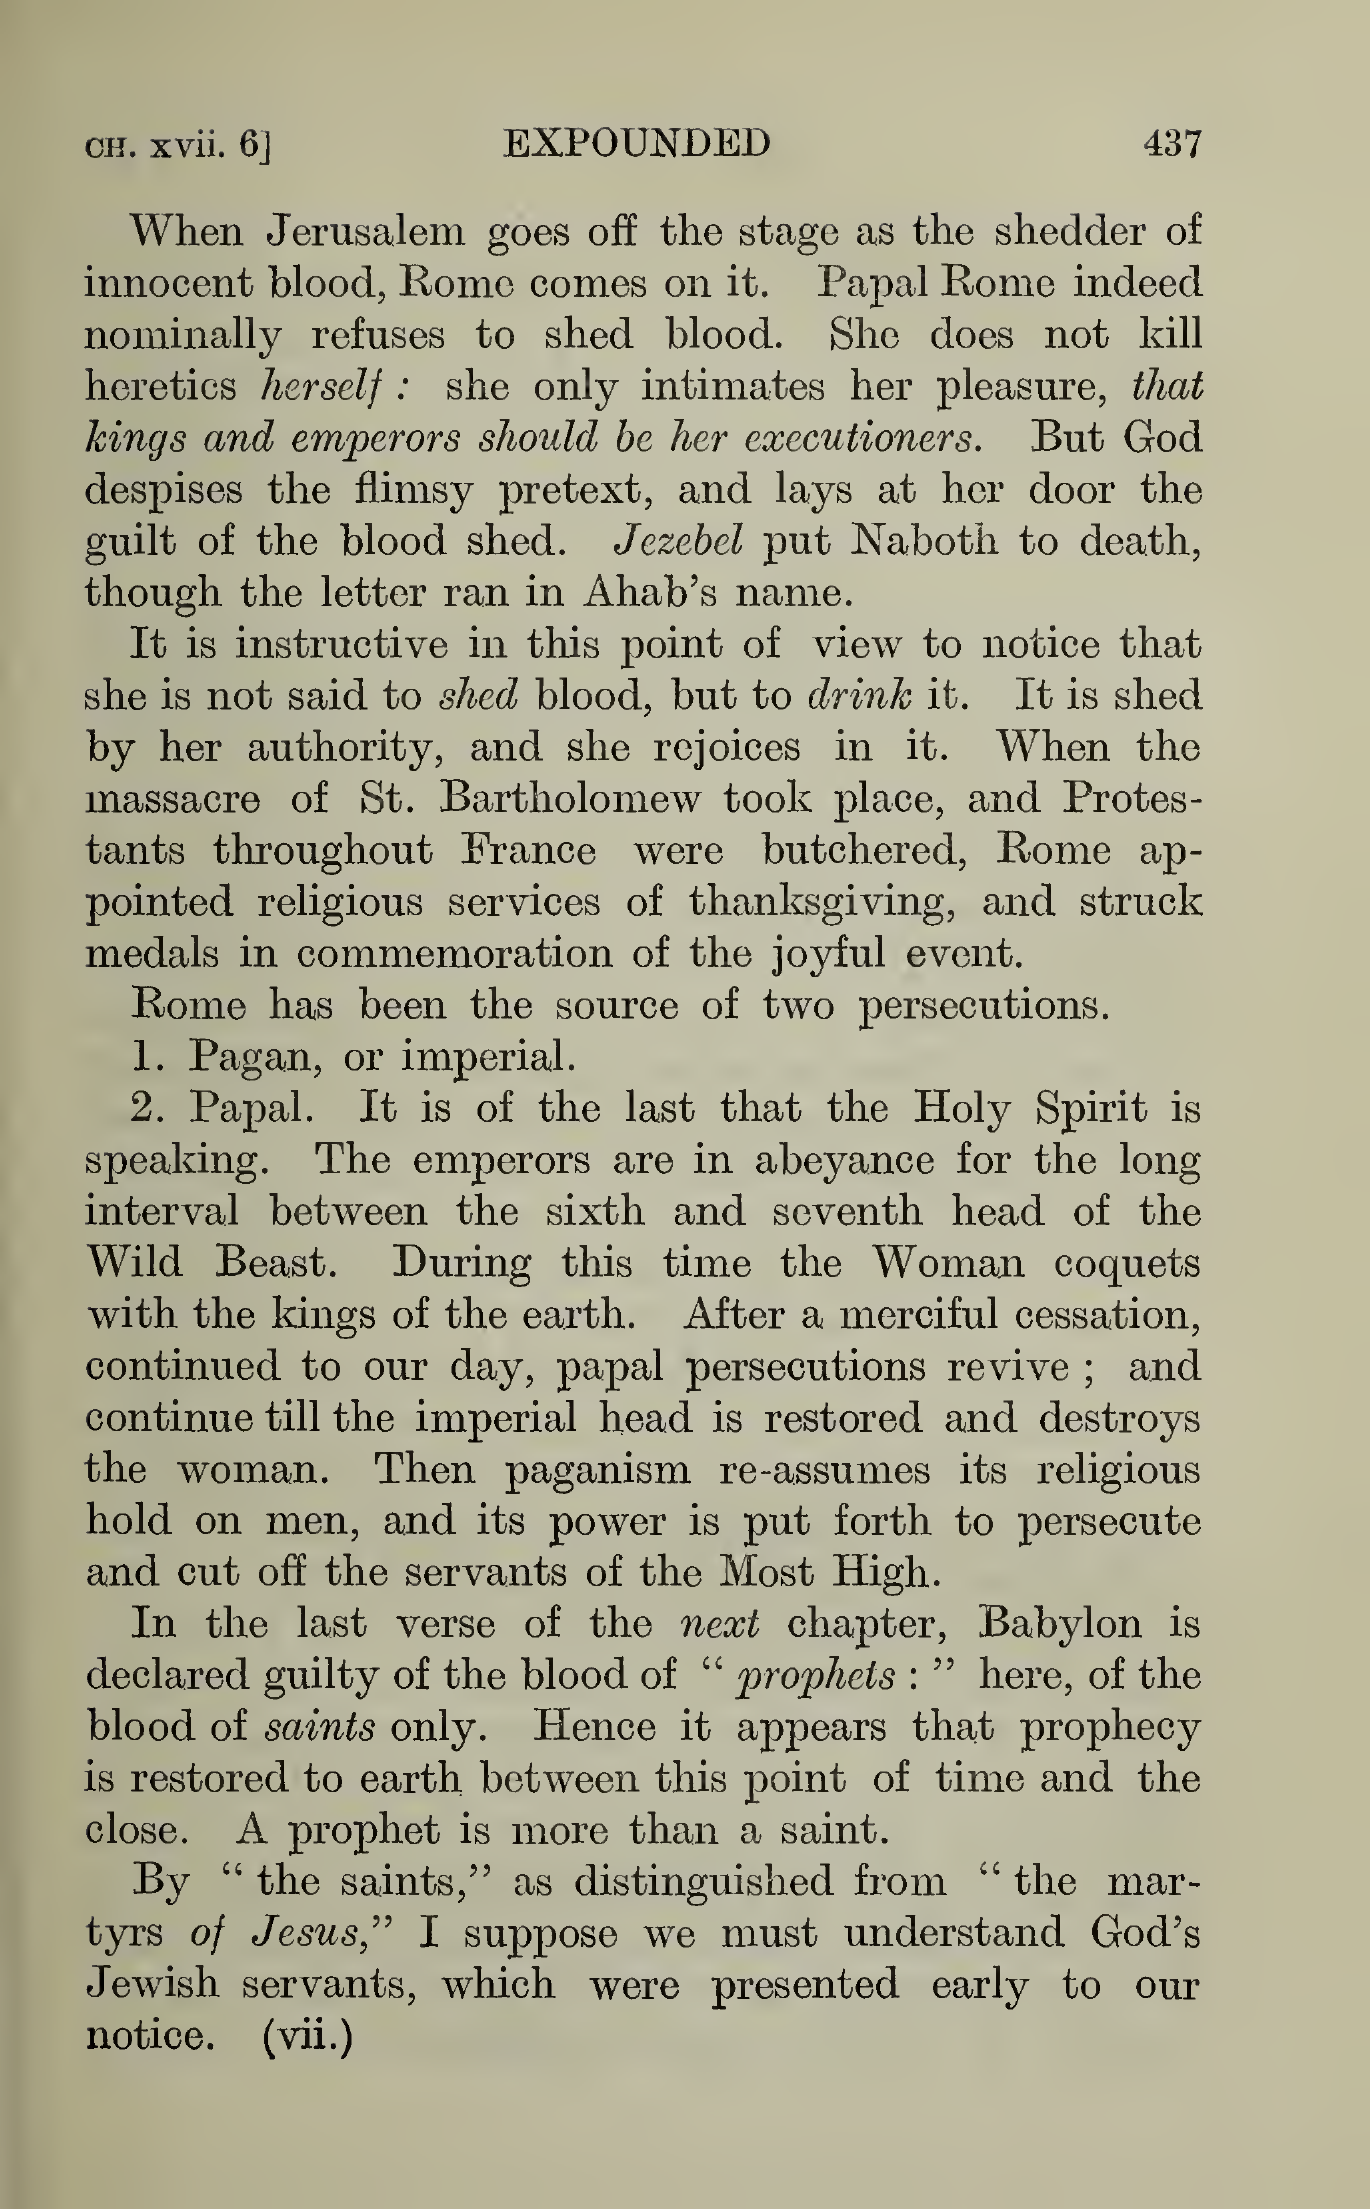 CH. xvii. 6] EXPOUNDED 437
When Jerusalem goes off the stage as the shedder of
innocent blood, Rome comes on it. Papal Rome indeed
nominally refuses to shed blood. She does not kill
heretics herself : she only intimates her pleasure, that
kings and emperors should be her executioners. But God
despises the flimsy pretext, and lays at her door the
guilt of the blood shed. Jezebel put Naboth to death,
though the letter ran in Ahab's name.
It is instructive in this point of view to notice that
she is not said to shed blood, but to drink it. It is shed
by her authority, and she rejoices in it. When the
massacre of St. Bartholomew took place, and Protes-
tants throughout France were butchered, Rome ap-
pointed religious services of thanksgiving, and struck
medals in commemoration of the joyful event.
Rome has been the source of two persecutions.
1. Pagan, or imperial.
2. Papal. It is of the last that the Holy Spirit is
speaking. The emperors are in abeyance for the long
interval between the sixth and seventh head of the
Wild Beast. During this time the Woman coquets
with the kings of the earth. After a merciful cessation,
continued to our day, papal persecutions revive ; and
continue till the imperial head is restored and destroys
the woman. Then paganism re-assumes its religious
hold on men, and its power is put forth to persecute
and cut off the servants of the Most High.
In the last verse of the next chapter, Babylon is
declared guilty of the blood of “ prophets : ” here, of the
blood of saints only. Hence it appears that prophecy
is restored to earth between this point of time and the
close. A prophet is more than a saint.
By “ the saints,” as distinguished from “ the mar-
tyrs of Jesus,” I suppose we must understand God's
Jewish servants, which were presented early to our
notice. (vii.)